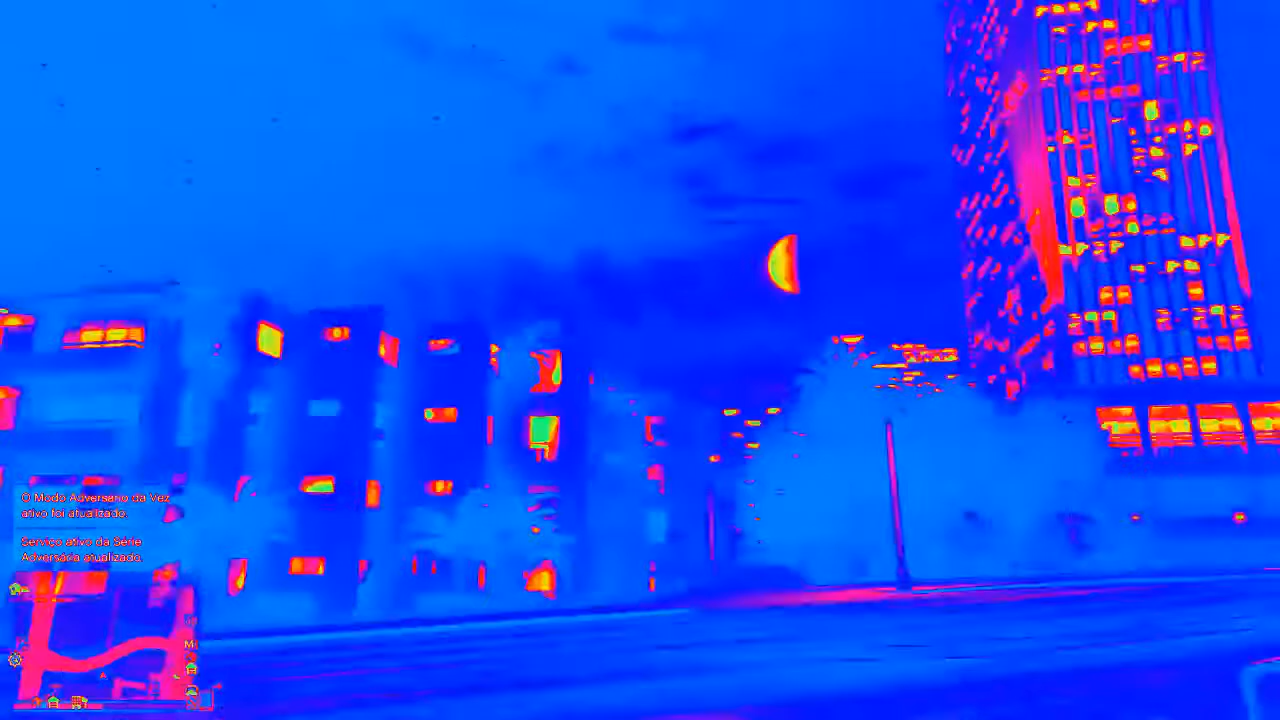 O Modo Adversário da Vez
ativo foi atualizado.
Serviço ativo da Série
Adversária atualizado.